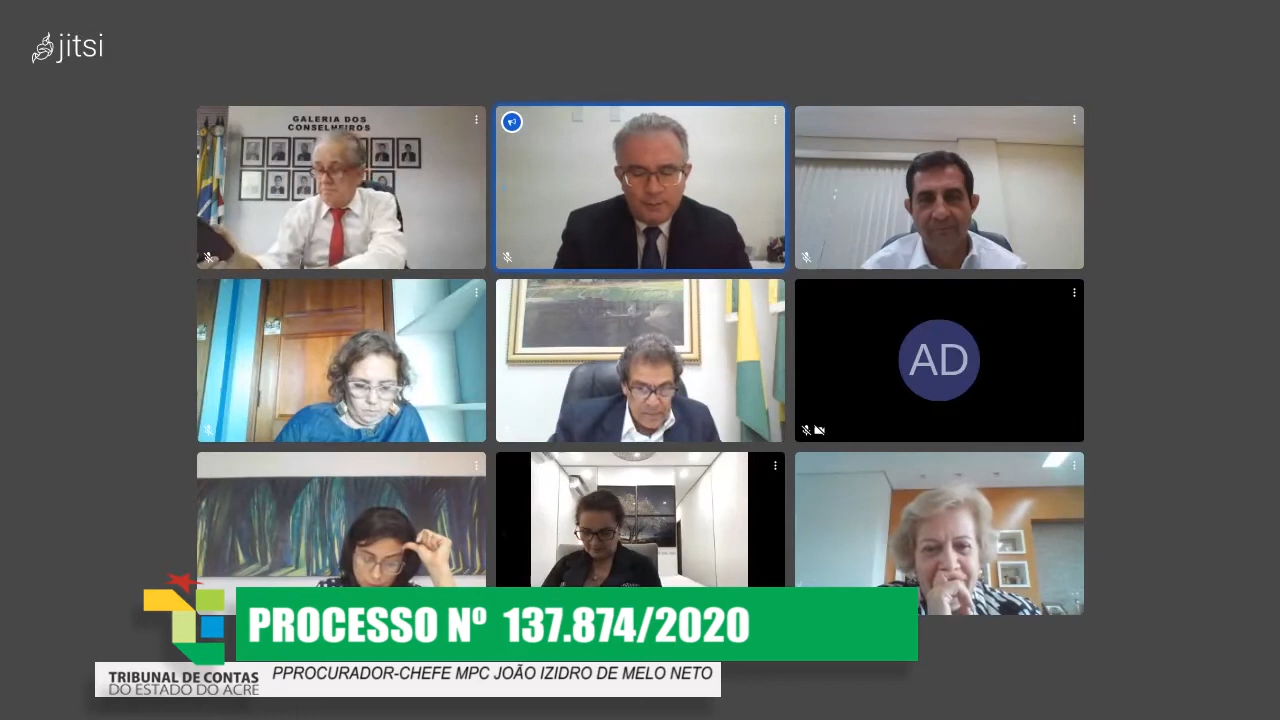 jitsi
GALERIA DOS
CONSELHEIROS
AD
PROCESSO Nº 137.874/2020
TRIBUNAL DE CONTAS
DO ESTADO DO ACRE
PPROCURADOR-CHEFE MPC JOÃO IZIDRO DE MELO NETO